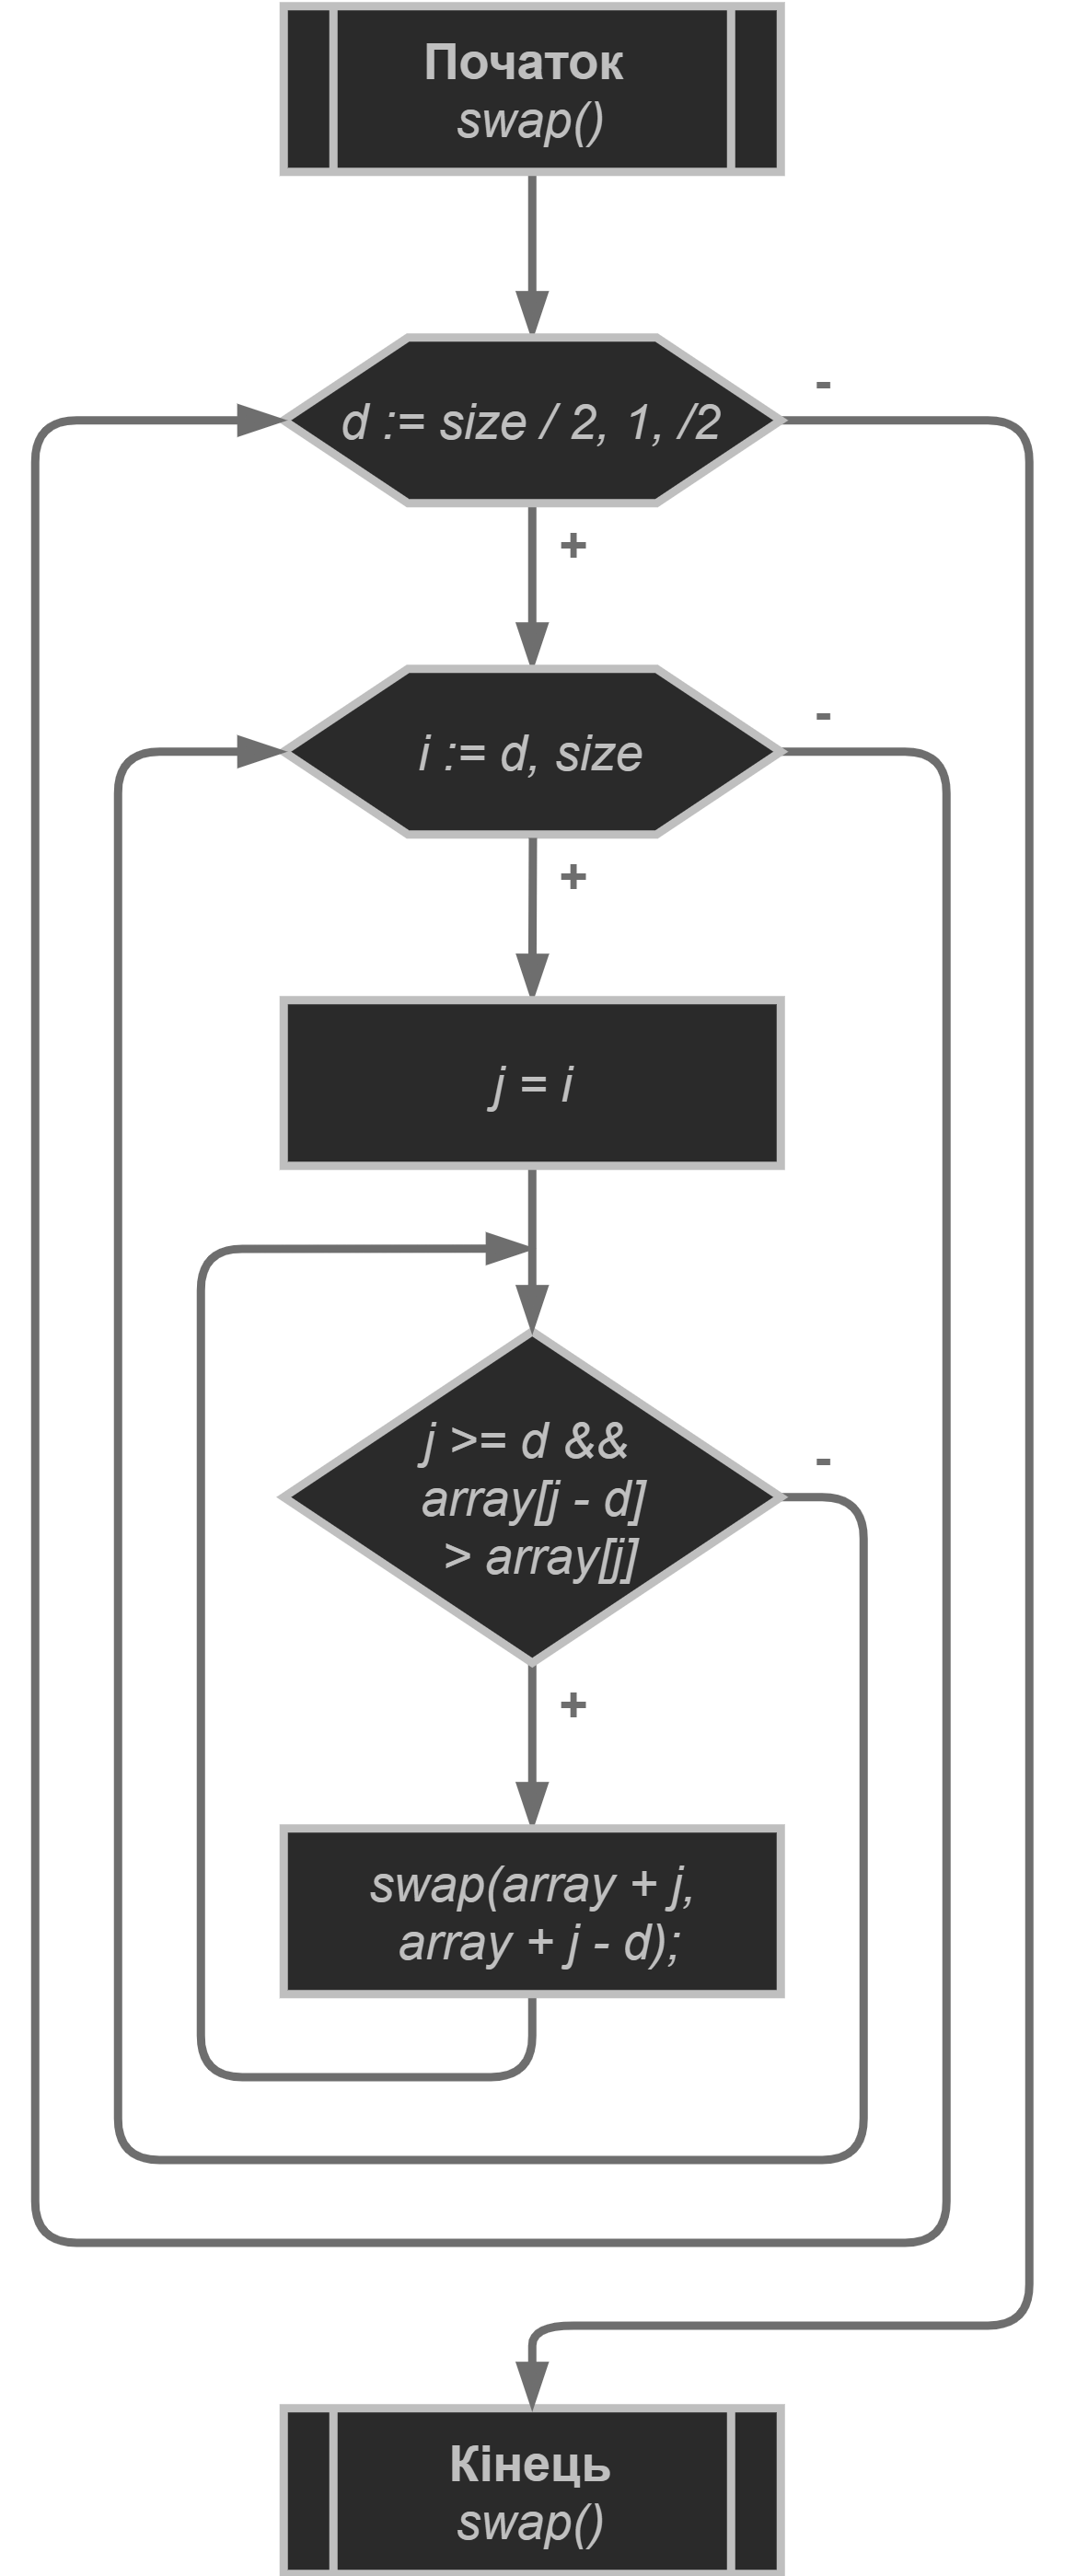 Початок
swap()
d := size / 2, 1, /2
-
+
i := d, size
-
+
j = i
j >= d &&
array[j - d]
> array[j]
-
+
swap(array + j,
array + j - d);
Кінець
swap()